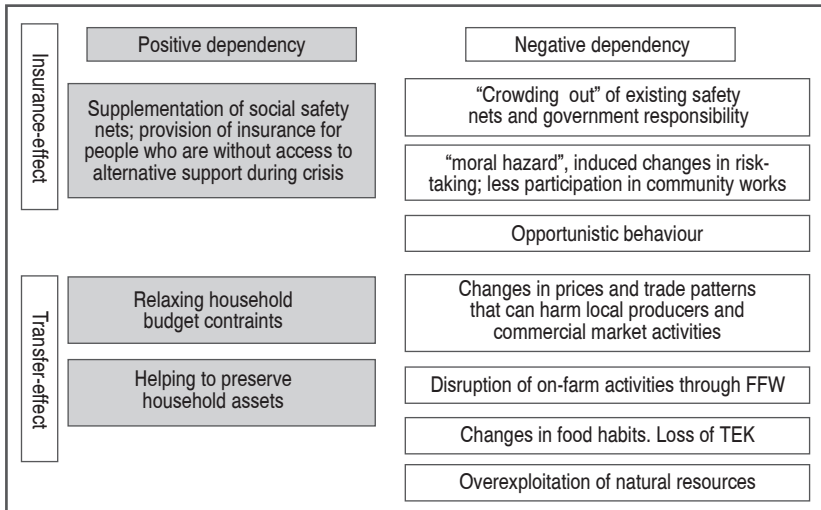 Insurance-effect
Positive dependency
Supplementation of social safety
nets; provision of insurance for
people who are without access to
alternative support during crisis
Negative dependency
“Crowding out” of existing safety
nets and government responsibility
“moral hazard”, induced changes in risk-
taking; less participation in community works
Opportunistic behaviour
Transfer-effect
Relaxing household
budget contraints
Helping to preserve
household assets
Changes in prices and trade patterns
that can harm local producers and
commercial market activities
Disruption of on-farm activities through FFW
Changes in food habits. Loss of TEK
Overexploitation of natural resources